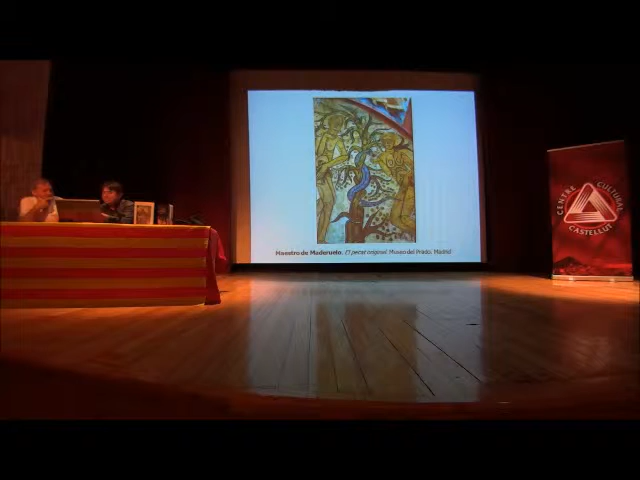 Maestro de Maderuelo. El pecat original. Museo del Prado. Madrid
CENTRE CULTURAL
CASTELLUT